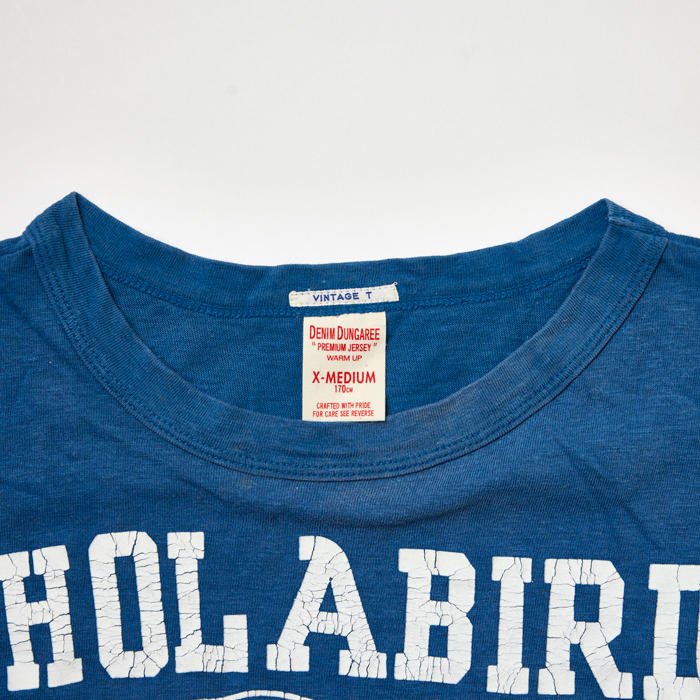 VINTAGE T
DENIM DUNGAREE
"PREMIUM JERSEY"
WARM UP
X-MEDIUM
170CM
CRAFTED WITH PRIDE
FOR CARE SEE REVERSE
HOLABIRD